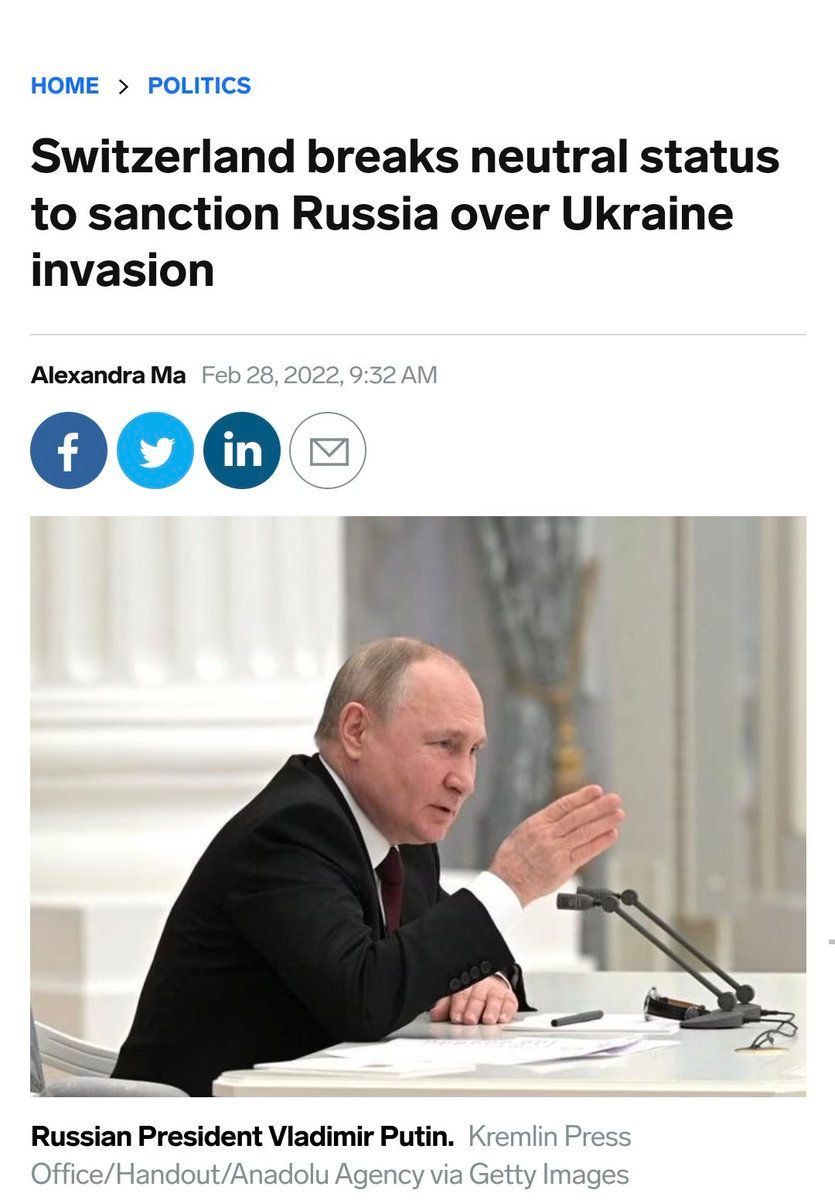 HOME > POLITICS
Switzerland breaks neutral status
to sanction Russia over Ukraine
invasion
Alexandra Ma Feb 28, 2022, 9:32 AM
f in
Russian President Vladimir Putin. Kremlin Press
Office/Handout/Anadolu Agency via Getty Images